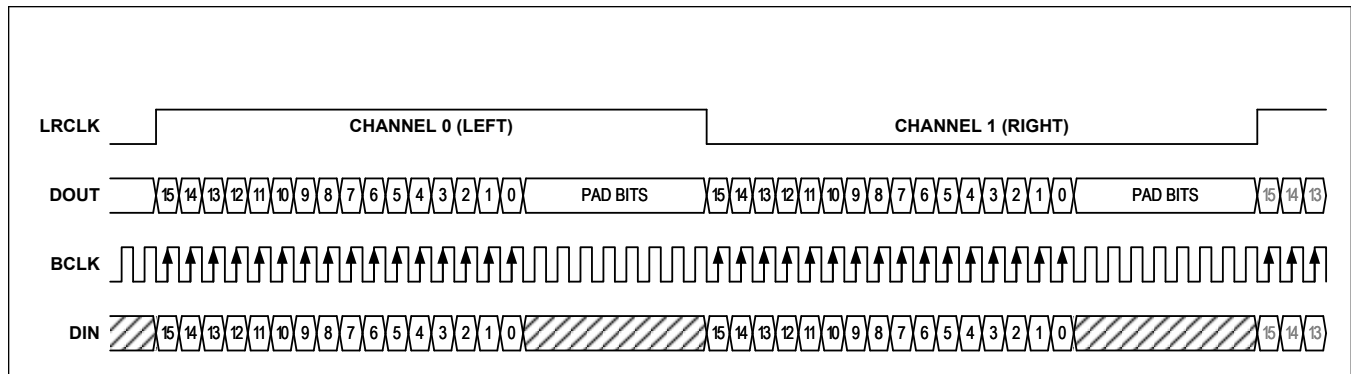 LRCLK CHANNEL 0 (LEFT) CHANNEL 1 (RIGHT)
DOUT 15 14 13 12 11 10 9 8 7 6 5 4 3 2 1 0 PAD BITS 15 14 13 12 11 10 9 8 7 6 5 4 3 2 1 0 PAD BITS 15 14 13
BCLK
DIN 15 14 13 12 11 10 9 8 7 6 5 4 3 2 1 0 15 14 13 12 11 10 9 8 7 6 5 4 3 2 1 0 15 14 13